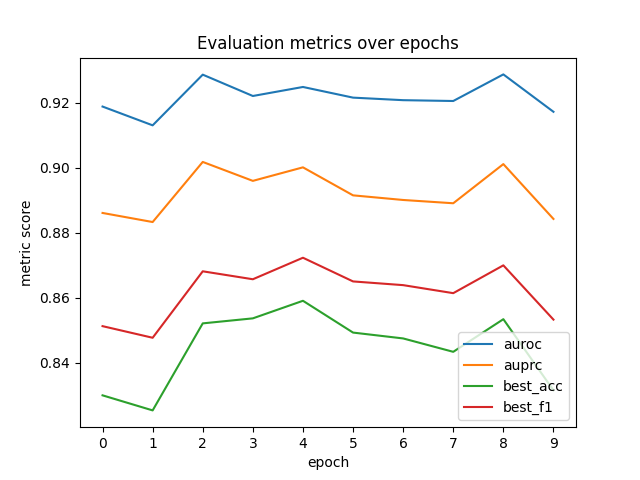 Evaluation metrics over epochs
metric score
0.92
0.90
0.88
0.86
0.84
auroc
auprc
best_acc
best_f1
0 1 2 3 4 5 6 7 8 9
epoch